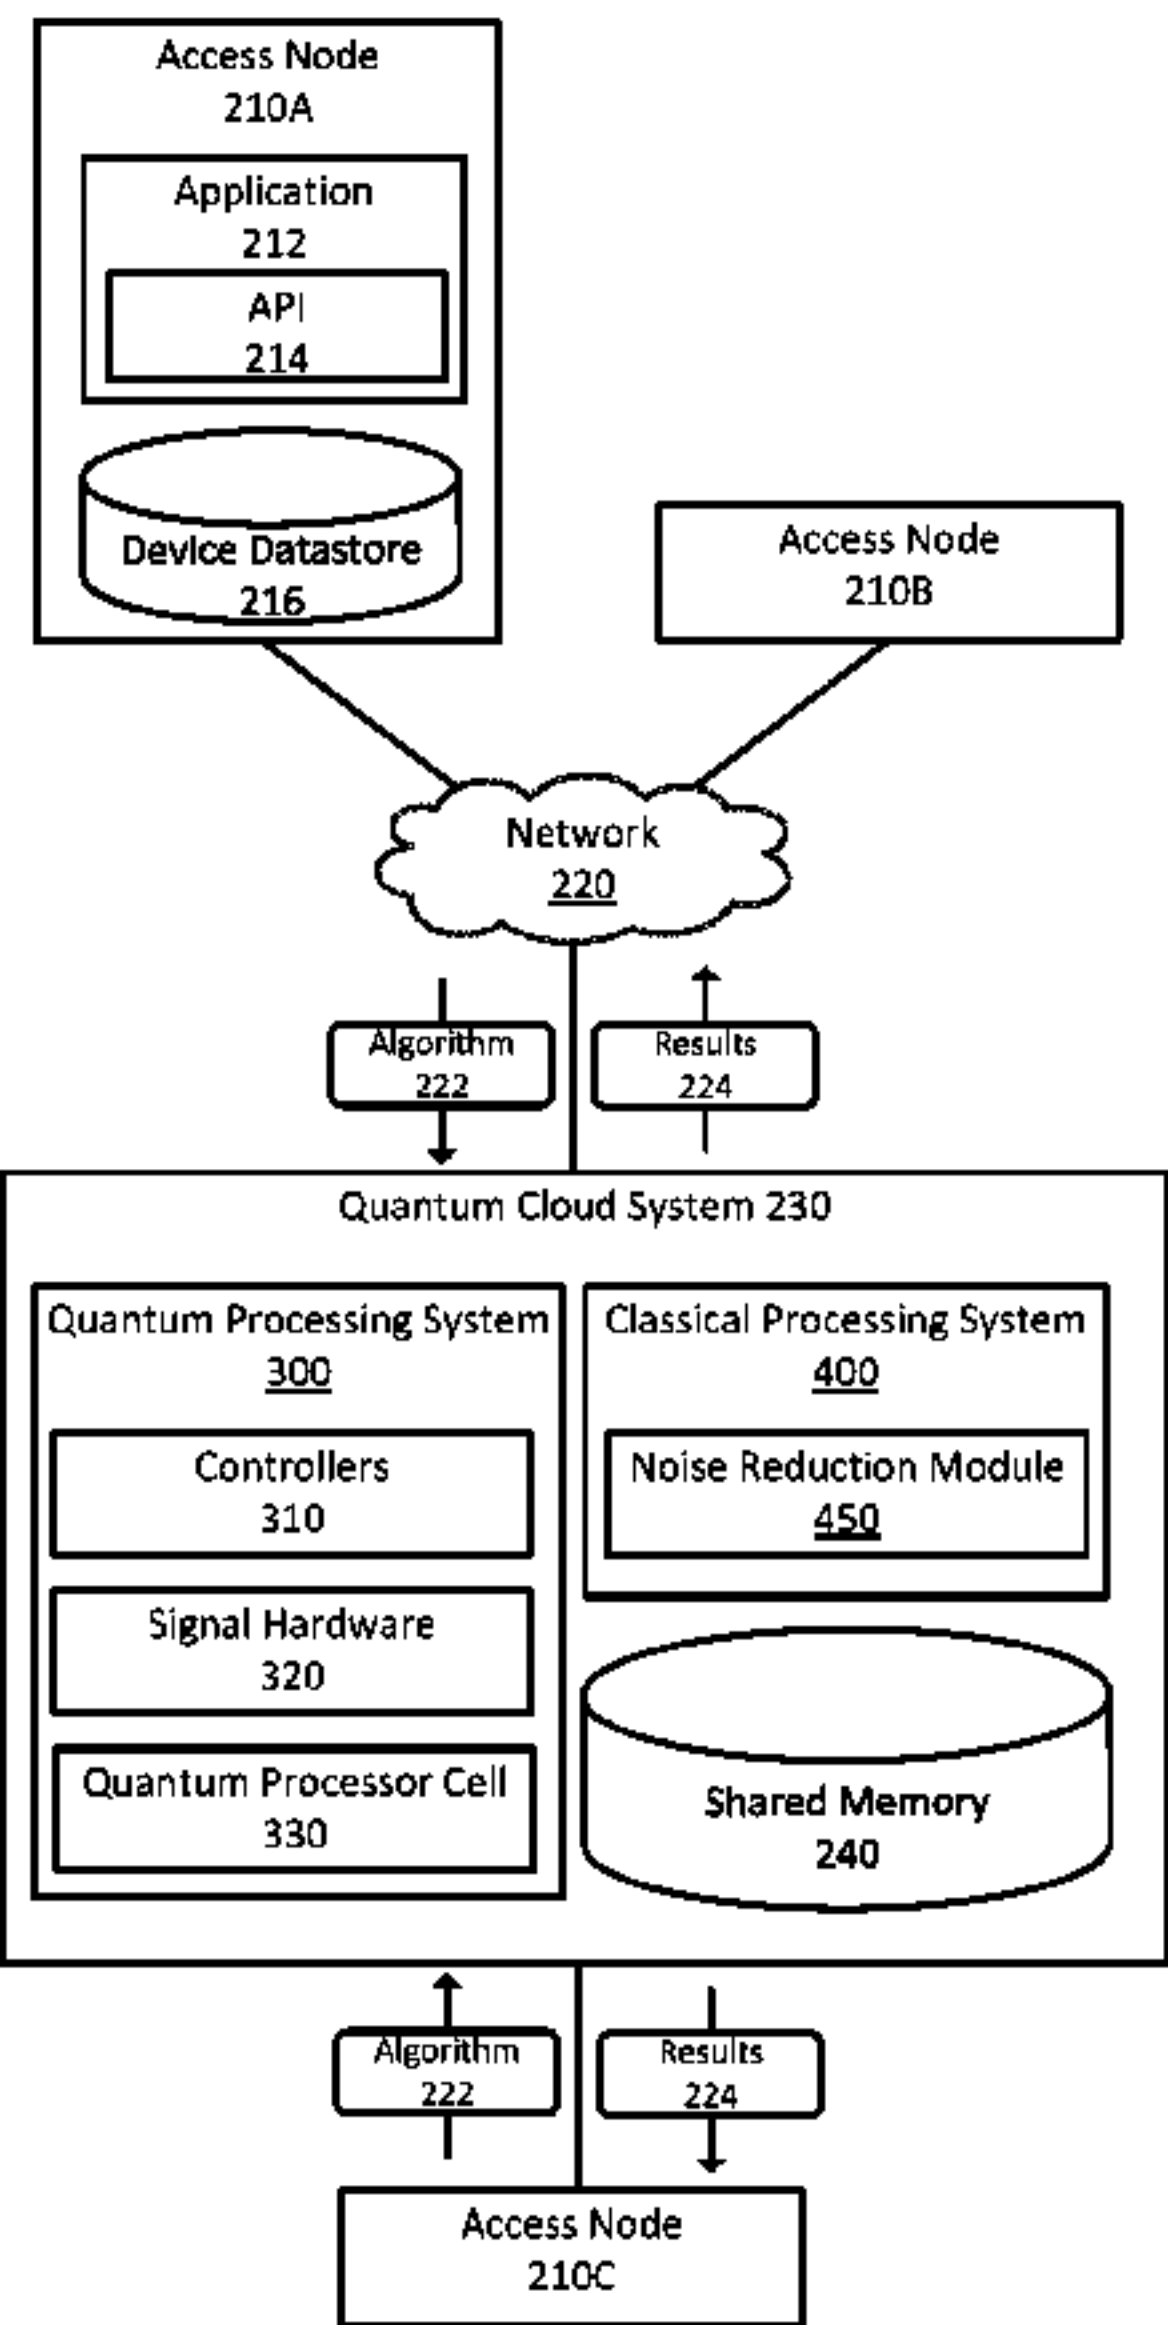 Access Node
210A
Application
212
API
214
Device Datastore
216
Access Node
210B
Network
220
Algorithm
222
Results
224
Quantum Cloud System 230
Quantum Processing System
300
Controllers
310
Signal Hardware
320
Quantum Processor Cell
330
Classical Processing System
400
Noise Reduction Module
450
Shared Memory
240
Algorithm
222
Results
224
Access Node
210C